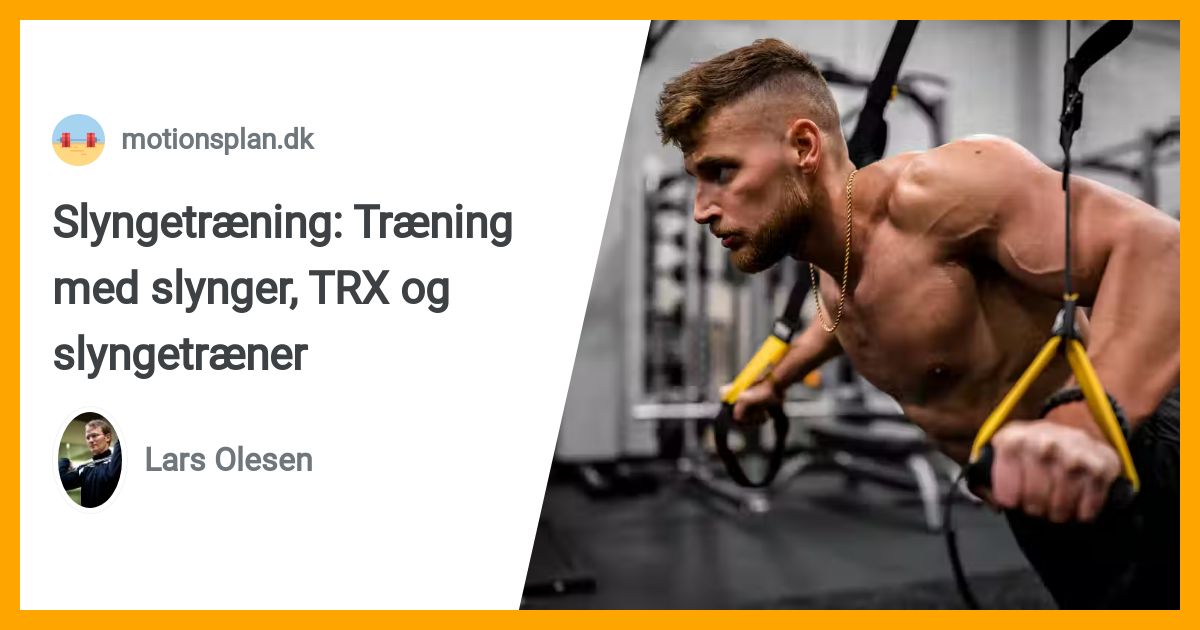 motionsplan.dk
Slyngetræning: Træning
med slynger, TRX og
slyngetræner
Lars Olesen